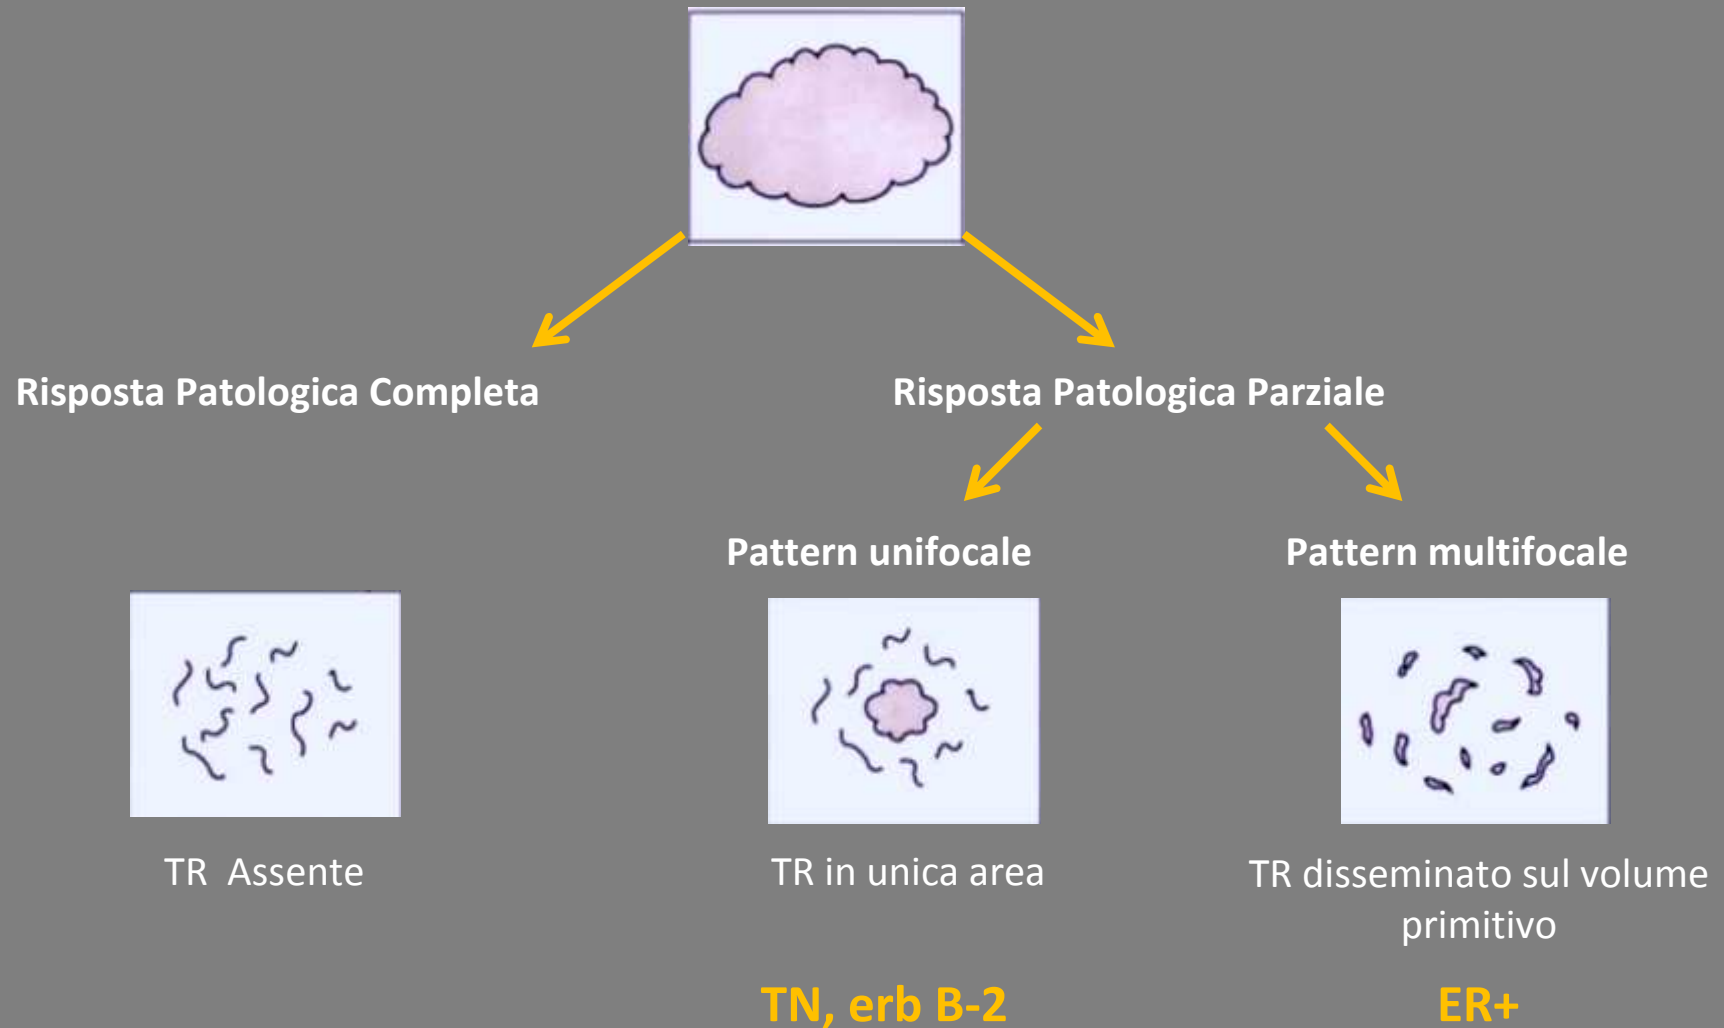 Risposta Patologica Completa
Risposta Patologica Parziale
Pattern unifocale
Pattern multifocale
TR Assente
TR in unica area
TR disseminato sul volume
primitivo
TN, erb B-2
ER+